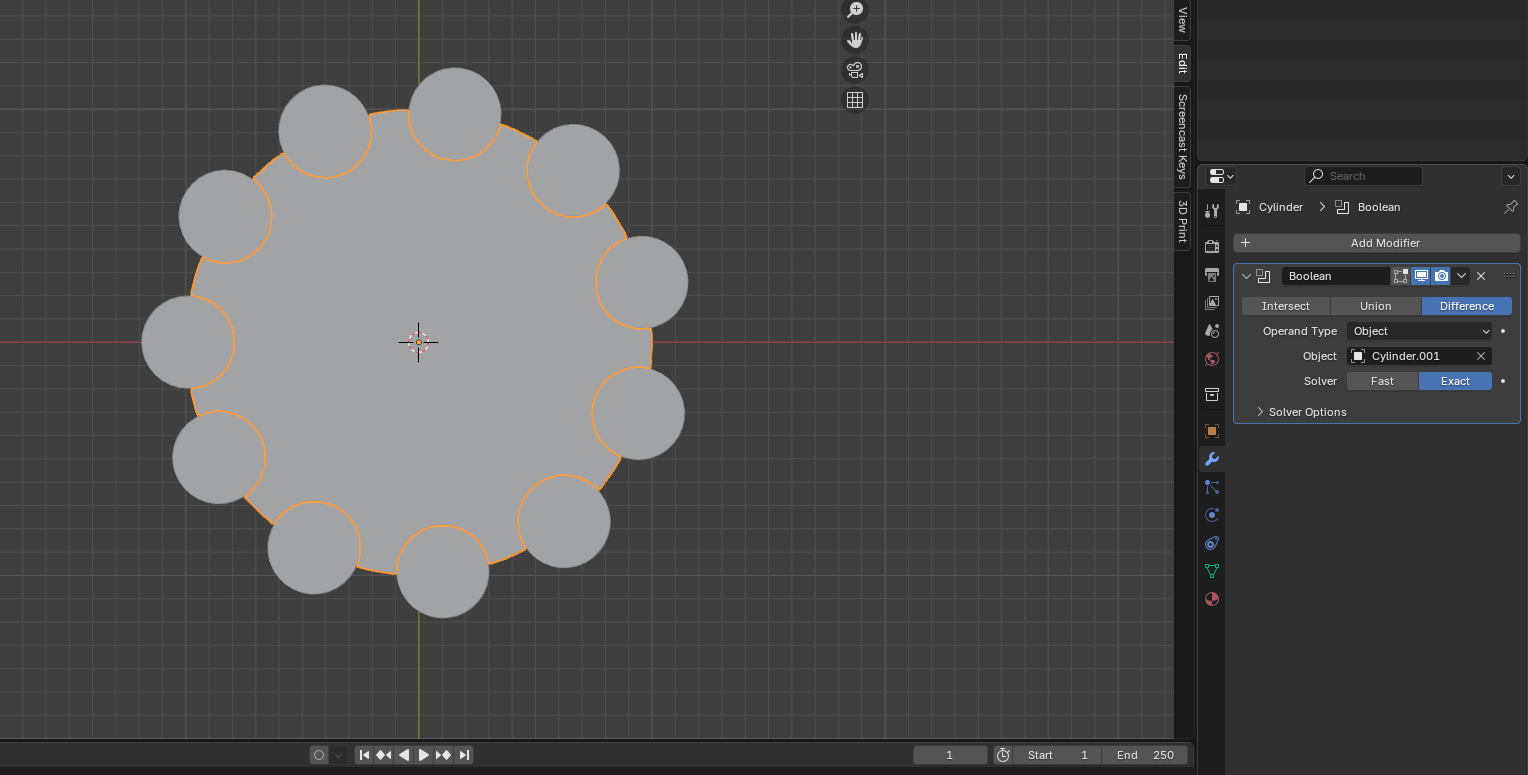 View
Edit
Screencast Keys
3D Print
Search
Cylinder > Boolean
+ Add Modifier
Boolean
Intersect Union Difference
Operand Type Object
Object Cylinder.001
Solver Fast Exact
Solver Options
1 Start 1 End 250